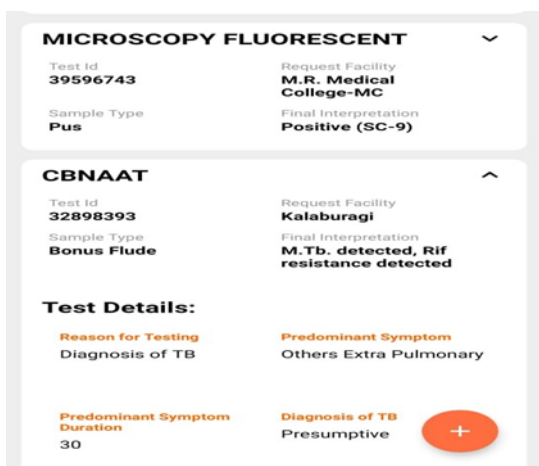 MICROSCOPY FLUORESCENT
Test Id
Request Facility
39596743
M.R. Medical
College-MC
Sample Type
Final Interpretation
Pus
Positive (SC-9)
CBNAAT
Test Id
Request Facility
32898393
Kalaburagi
Sample Type
Final Interpretation
Bonus Flude
M.Tb. detected, Rif
resistance detected
Test Details:
Reason for Testing
Predominant Symptom
Diagnosis of TB
Others Extra Pulmonary
Predominant Symptom
Duration
Diagnosis of TB
30
Presumptive
+